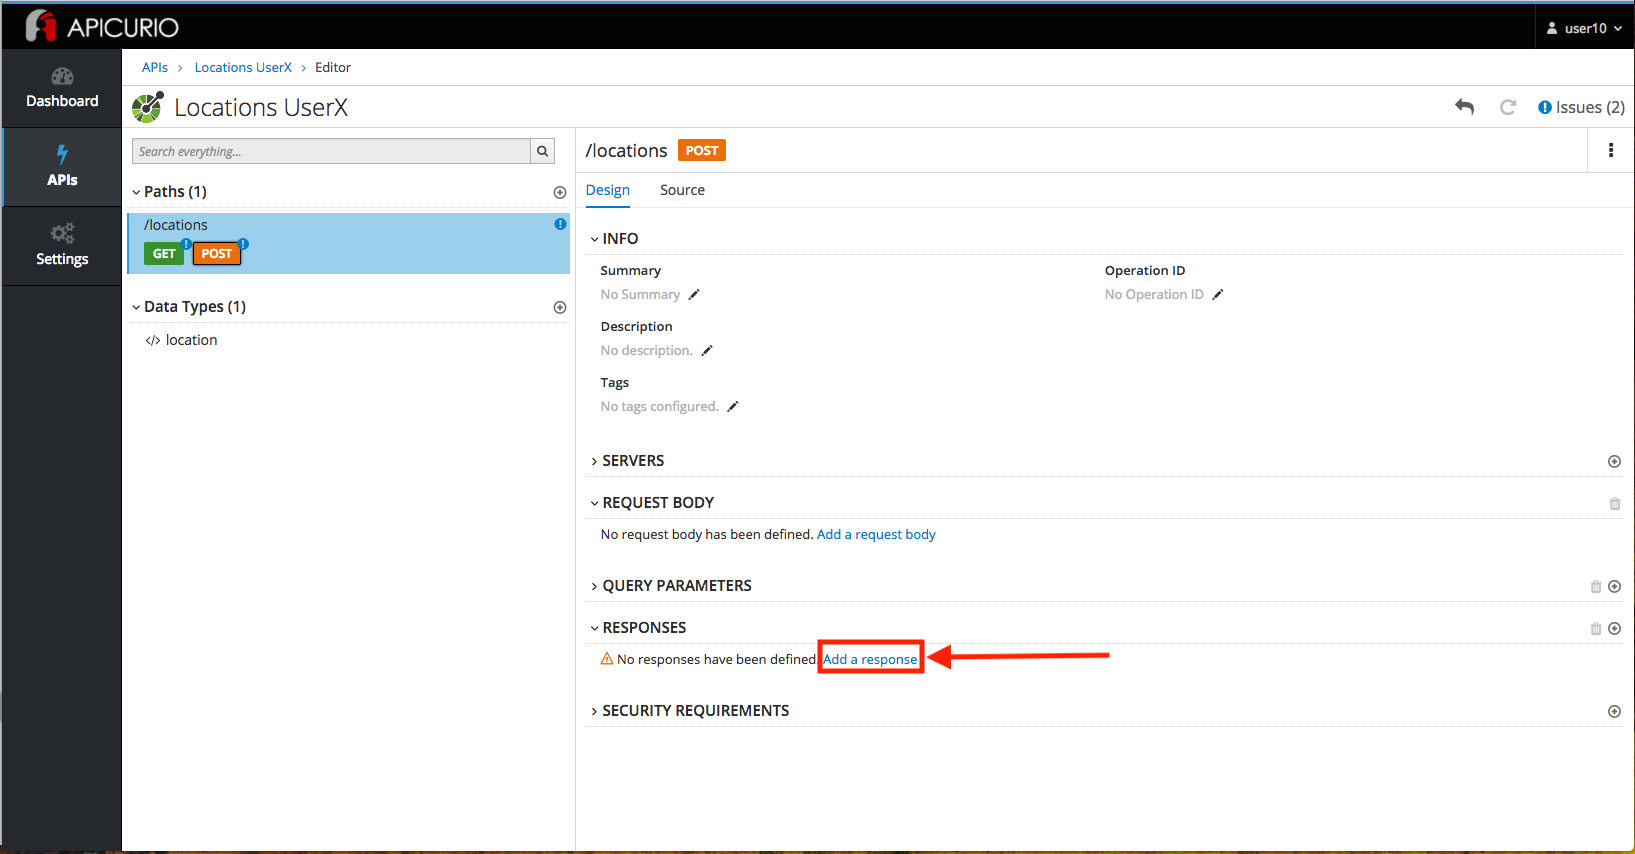 APICURIO
user10
Dashboard
APIs
Settings
APIs > Locations UserX > Editor
Locations UserX
Issues (2)
Search everything...
Paths (1)
/locations
GET POST
Data Types (1)
</> location
/locations POST
Design Source
INFO
Summary
No Summary
Operation ID
No Operation ID
Description
No description.
Tags
No tags configured.
SERVERS
REQUEST BODY
No request body has been defined. Add a request body
QUERY PARAMETERS
RESPONSES
No responses have been defined. Add a response
SECURITY REQUIREMENTS